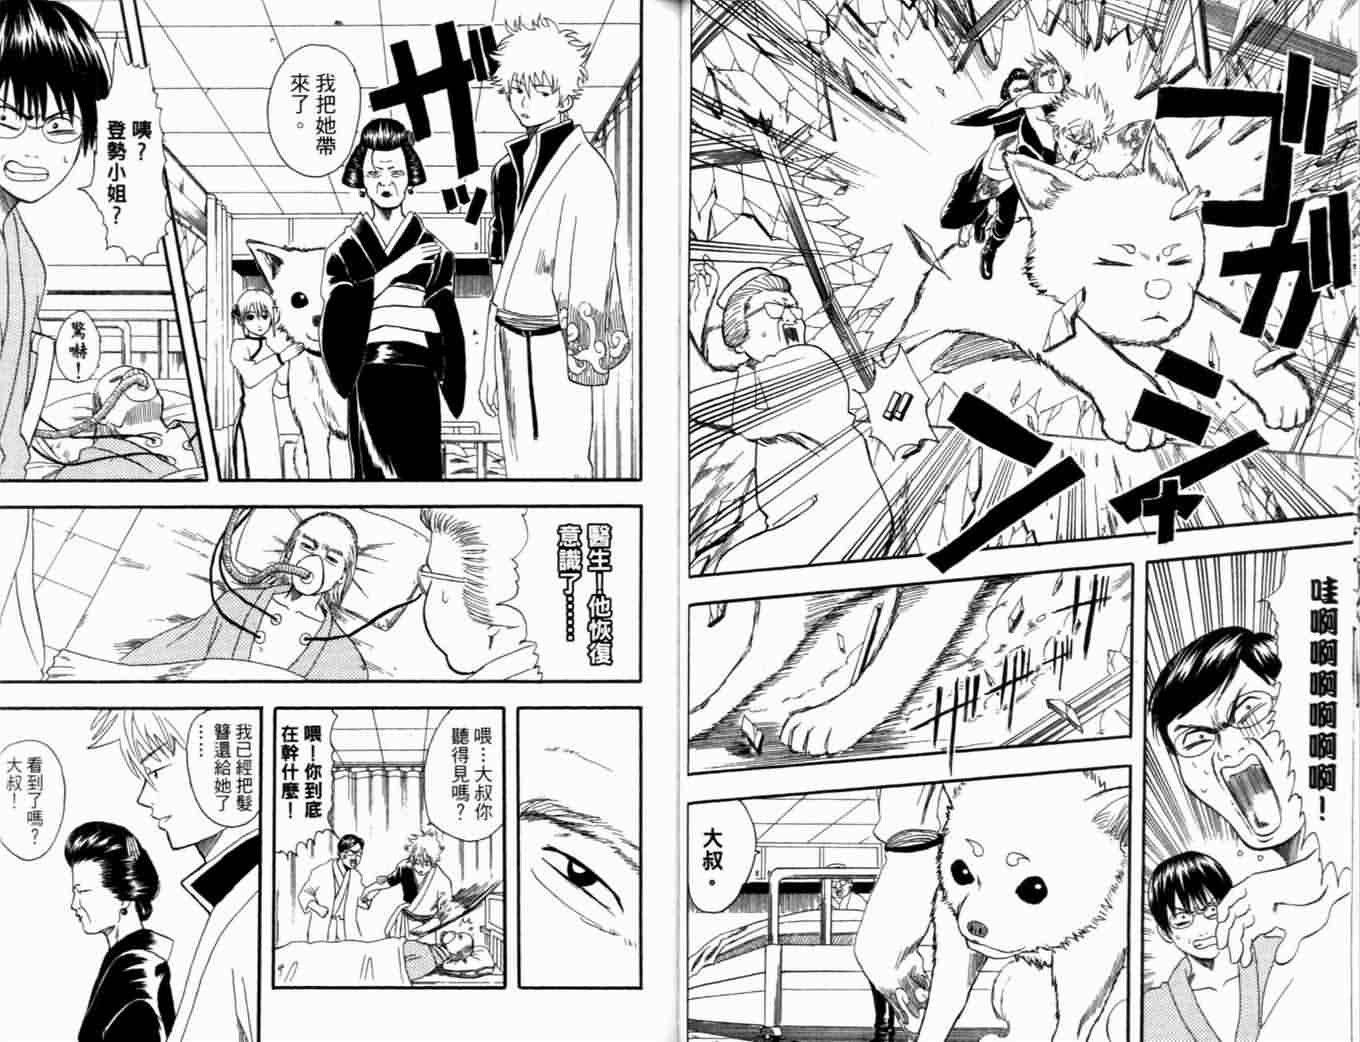 ゴガ
シャーン
!!
哇啊啊啊啊啊啊！
大叔。
ザッ
我把她帶
來了。
咦？
登勢小姐？
驚嚇！
醫生！他恢復
意識了……
喂…大叔你
聽得見嗎？
喂！你到底
在幹什麼！
我已經把髮
簪還給她了
……
看到了嗎？
大叔！